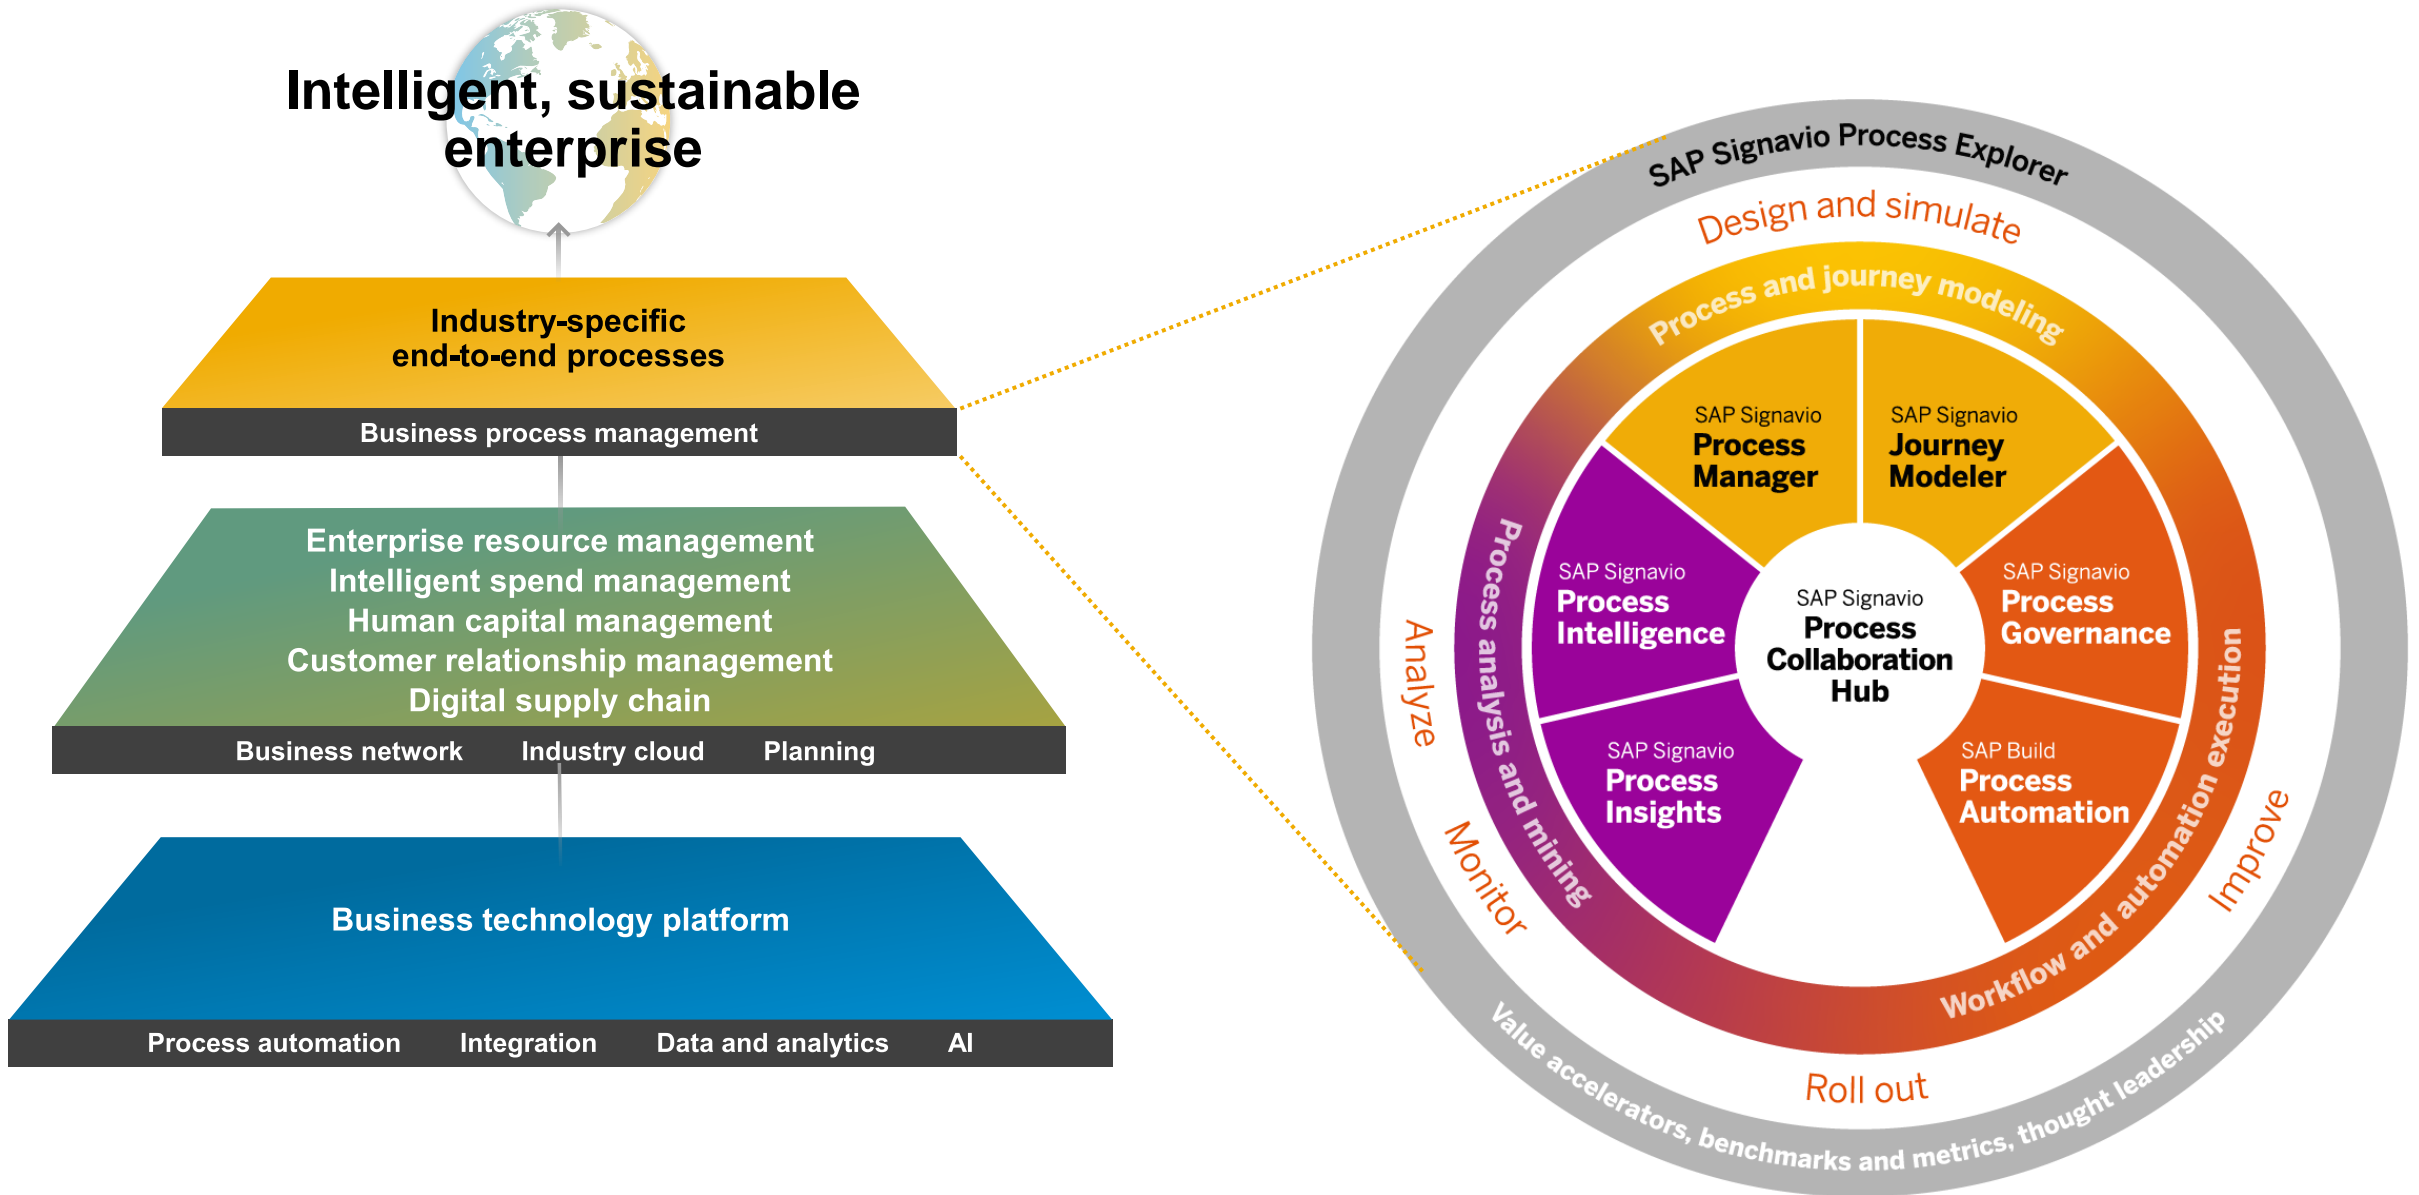 Intelligent, sustainable
enterprise
Industry-specific
end-to-end processes
Business process management
Enterprise resource management
Intelligent spend management
Human capital management
Customer relationship management
Digital supply chain
Business network Industry cloud Planning
Business technology platform
Process automation Integration Data and analytics AI
SAP Signavio Process Explorer
Design and simulate
Process and journey modeling
SAP Signavio
Process
Manager
SAP Signavio
Journey
Modeler
SAP Signavio
Process
Intelligence
SAP Signavio
Process
Collaboration
Hub
SAP Signavio
Process
Governance
SAP Signavio
Process
Insights
SAP Build
Process
Automation
Process analysis and mining
Workflow and automation execution
Analyze
Monitor
Improve
Roll out
Value accelerators, benchmarks and metrics, thought leadership